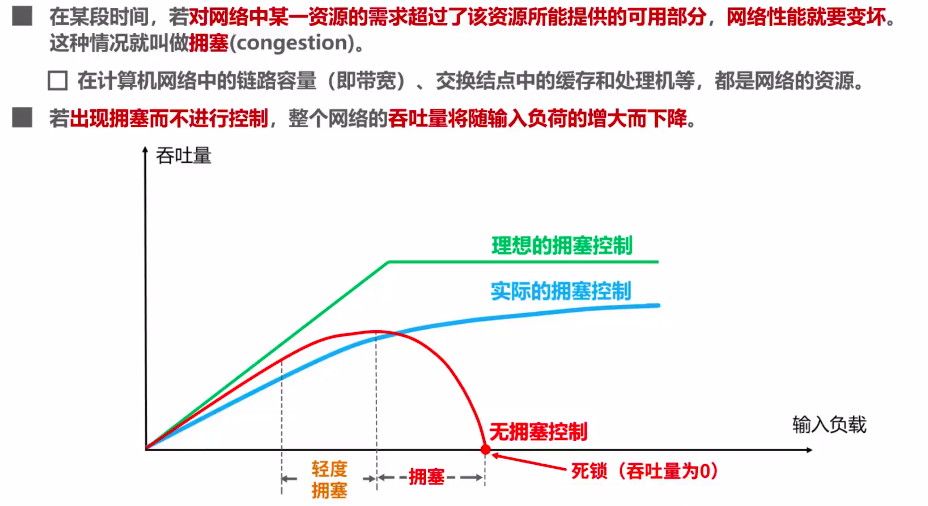 在某段时间，若对网络中某一资源的需求超过了该资源所能提供的可用部分，网络性能就要变坏。
这种情况就叫做拥塞(congestion)。
在计算机网络中的链路容量（即带宽）、交换结点中的缓存和处理机等，都是网络的资源。
若出现拥塞而不进行控制，整个网络的吞吐量将随输入负荷的增大而下降。
吞吐量
理想的拥塞控制
实际的拥塞控制
无拥塞控制
输入负载
轻度
拥塞
拥塞
死锁（吞吐量为0）